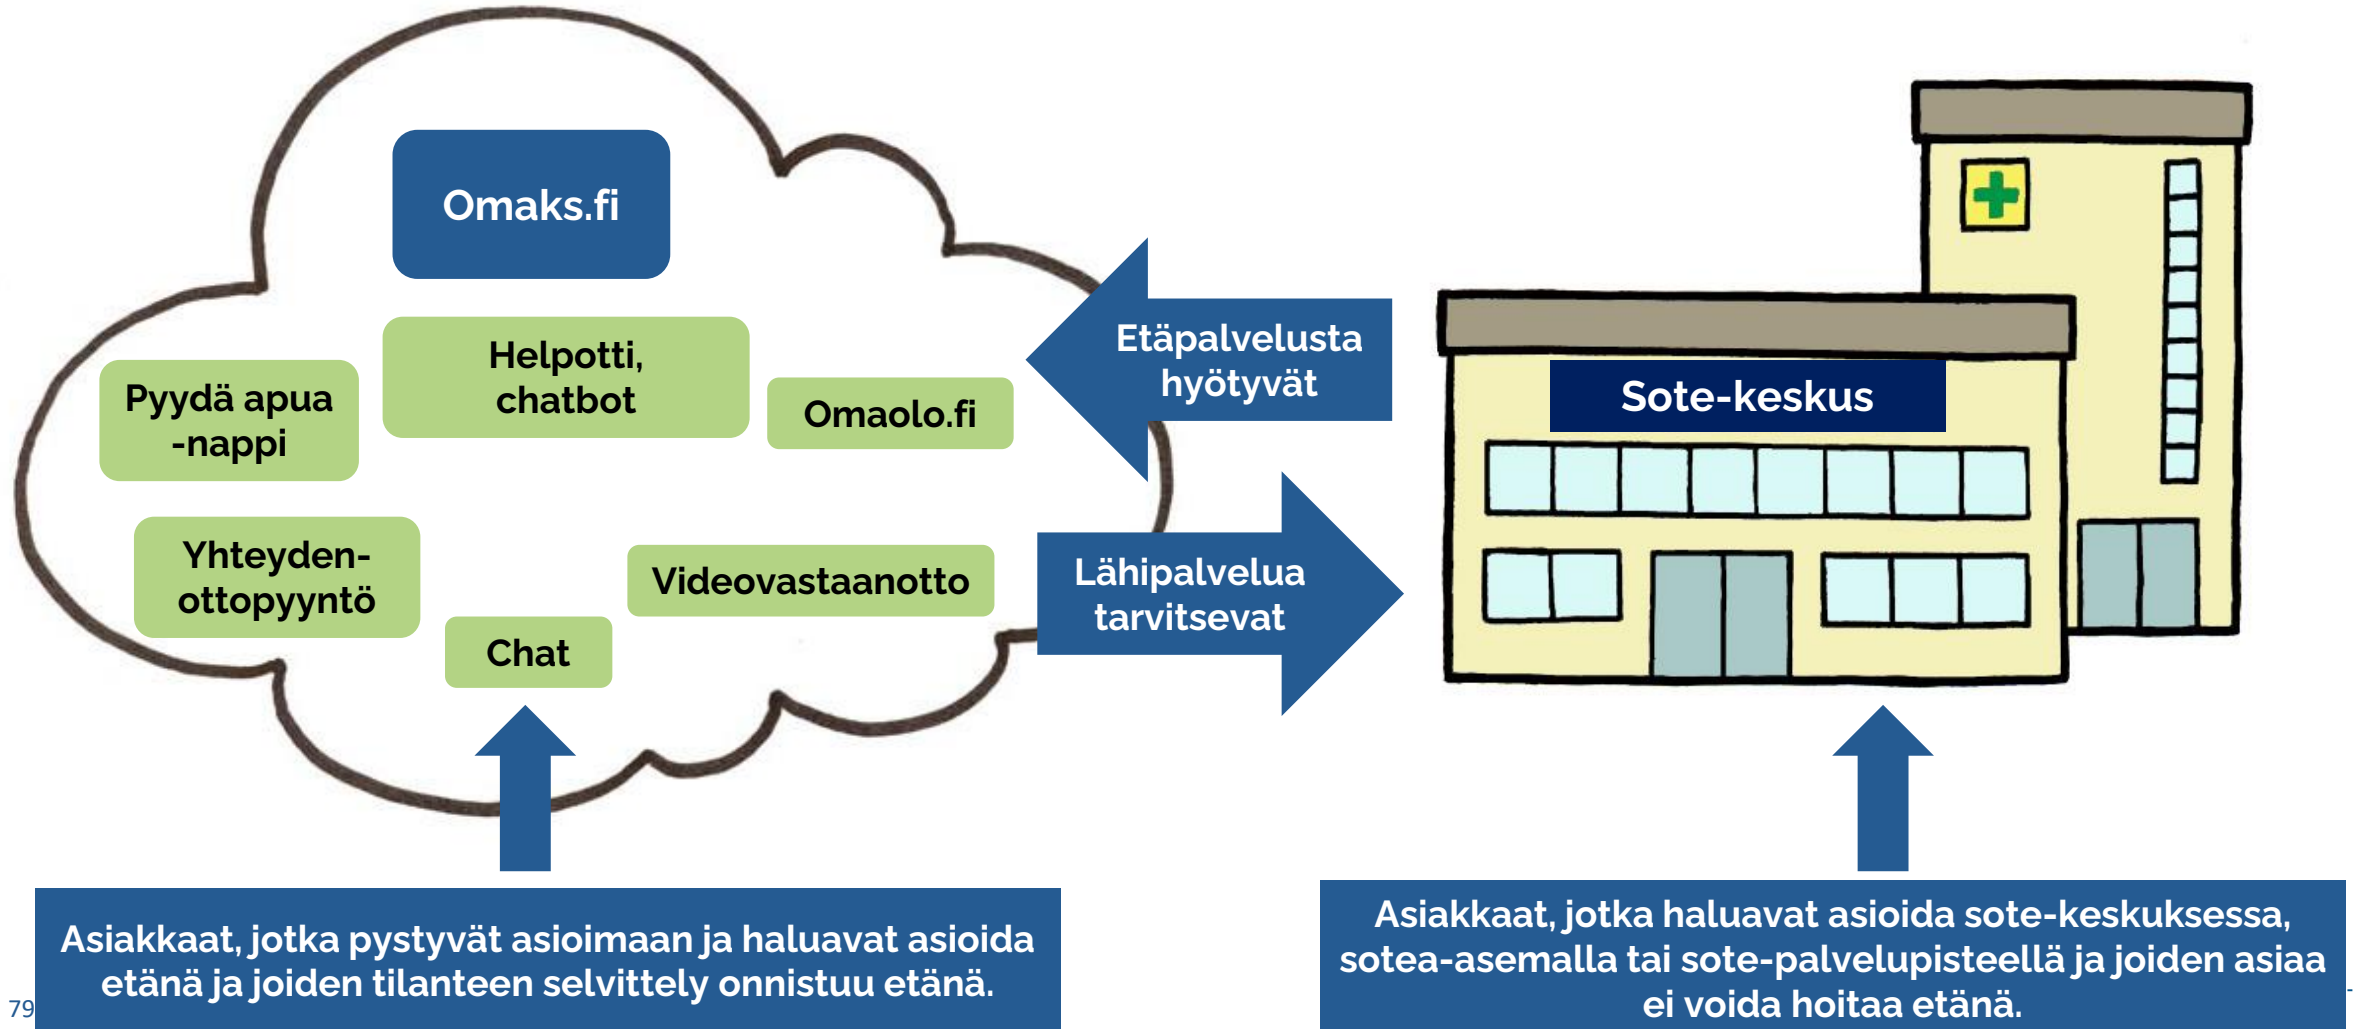 Omaks.fi
Helpotti,
chatbot
Pyydä apua
-nappi
Omaolo.fi
Yhteyden-
ottopyyntö
Videovastaanotto
Chat
Etäpalvelusta
hyötyvät
Lähipalvelua
tarvitsevat
Sote-keskus
Asiakkaat, jotka pystyvät asioimaan ja haluavat asioida
etänä ja joiden tilanteen selvittely onnistuu etänä.
Asiakkaat, jotka haluavat asioida sote-keskuksessa,
sotea-asemalla tai sote-palvelupisteellä ja joiden asiaa
ei voida hoitaa etänä.
79
-